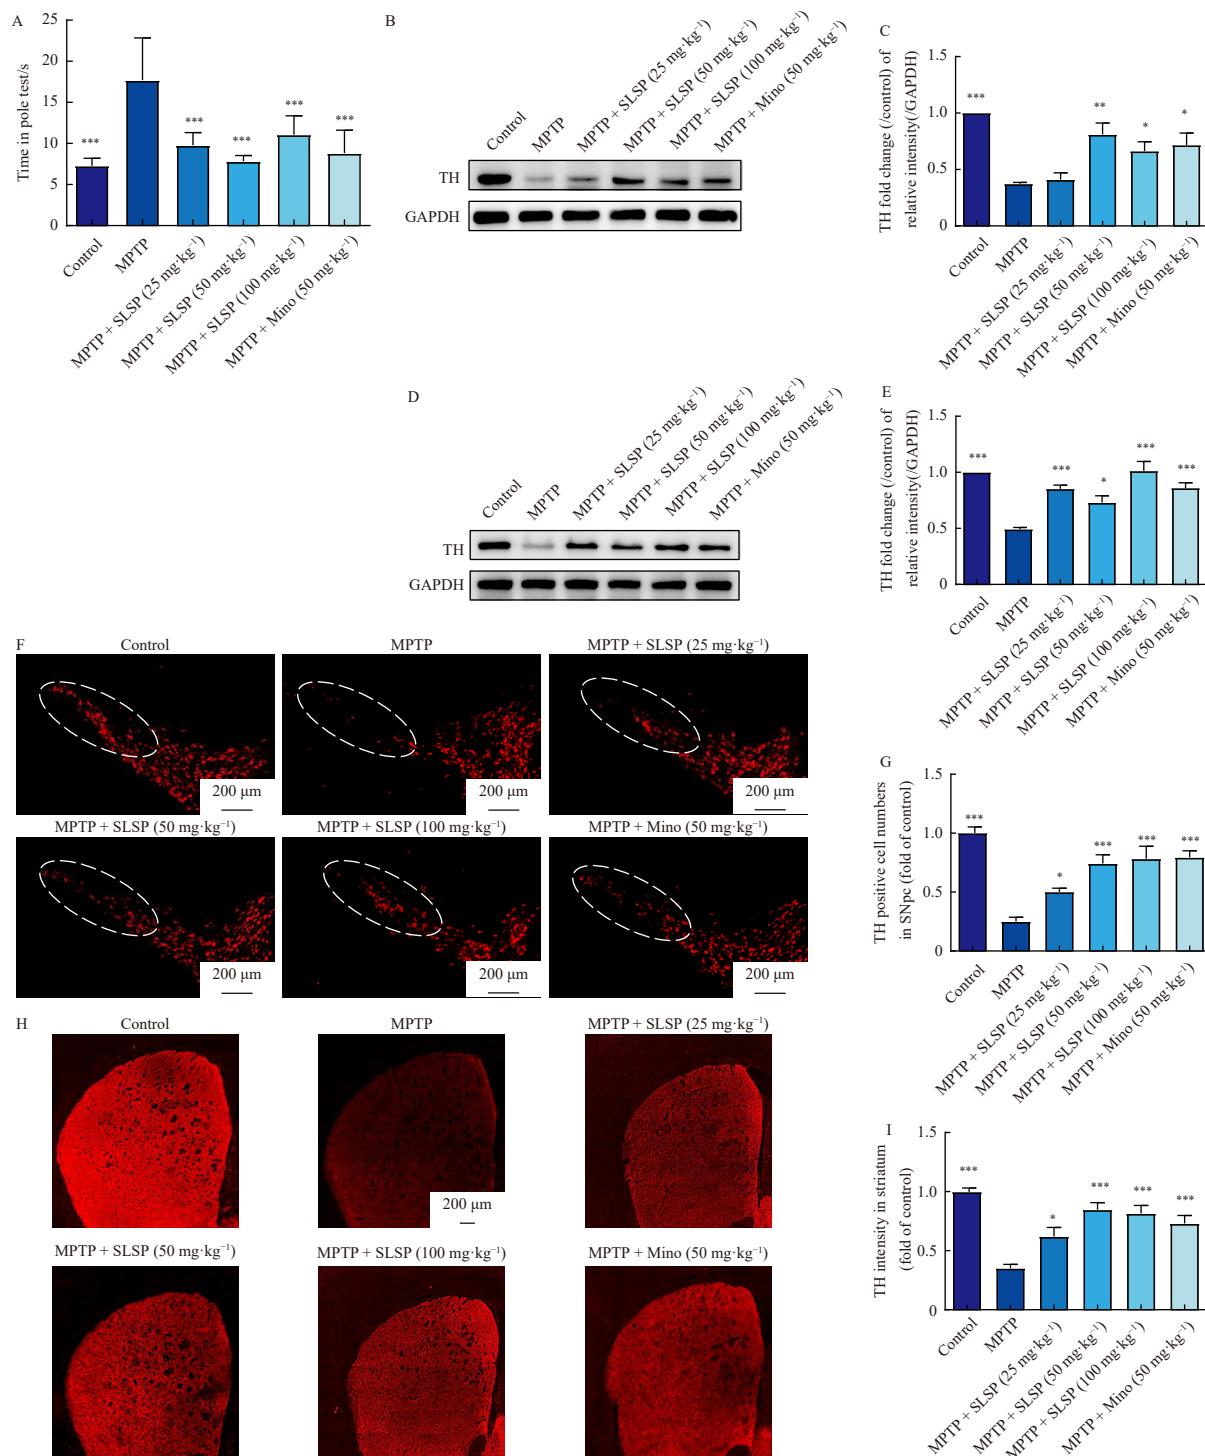 A
Time in pole test/s
25
20
15
10
5
0
***
***
***
***
***
Control
MPTP
MPTP + SLSP (25 mg·kg⁻¹)
MPTP + SLSP (50 mg·kg⁻¹)
MPTP + SLSP (100 mg·kg⁻¹)
MPTP + Mino (50 mg·kg⁻¹)
B
Control
MPTP
MPTP + SLSP (25 mg·kg⁻¹)
MPTP + SLSP (50 mg·kg⁻¹)
MPTP + SLSP (100 mg·kg⁻¹)
MPTP + Mino (50 mg·kg⁻¹)
TH
GAPDH
C
TH fold change (/control) of
relative intensity(/GAPDH)
1.5
1.0
0.5
0
***
**
*
*
Control
MPTP
MPTP + SLSP (25 mg·kg⁻¹)
MPTP + SLSP (50 mg·kg⁻¹)
MPTP + SLSP (100 mg·kg⁻¹)
MPTP + Mino (50 mg·kg⁻¹)
D
Control
MPTP
MPTP + SLSP (25 mg·kg⁻¹)
MPTP + SLSP (50 mg·kg⁻¹)
MPTP + SLSP (100 mg·kg⁻¹)
MPTP + Mino (50 mg·kg⁻¹)
TH
GAPDH
E
TH fold change (/control) of
relative intensity(/GAPDH)
1.5
1.0
0.5
0
***
***
*
***
***
Control
MPTP
MPTP + SLSP (25 mg·kg⁻¹)
MPTP + SLSP (50 mg·kg⁻¹)
MPTP + SLSP (100 mg·kg⁻¹)
MPTP + Mino (50 mg·kg⁻¹)
F
Control
MPTP
MPTP + SLSP (25 mg·kg⁻¹)
200 μm
200 μm
200 μm
MPTP + SLSP (50 mg·kg⁻¹)
MPTP + SLSP (100 mg·kg⁻¹)
MPTP + Mino (50 mg·kg⁻¹)
200 μm
200 μm
200 μm
G
TH positive cell numbers
in SNpc (fold of control)
1.5
1.0
0.5
0
***
*
***
***
***
Control
MPTP
MPTP + SLSP (25 mg·kg⁻¹)
MPTP + SLSP (50 mg·kg⁻¹)
MPTP + SLSP (100 mg·kg⁻¹)
MPTP + Mino (50 mg·kg⁻¹)
H
Control
MPTP
MPTP + SLSP (25 mg·kg⁻¹)
200 μm
MPTP + SLSP (50 mg·kg⁻¹)
MPTP + SLSP (100 mg·kg⁻¹)
MPTP + Mino (50 mg·kg⁻¹)
I
TH intensity in striatum
(fold of control)
1.5
1.0
0.5
0
***
*
***
***
***
Control
MPTP
MPTP + SLSP (25 mg·kg⁻¹)
MPTP + SLSP (50 mg·kg⁻¹)
MPTP + SLSP (100 mg·kg⁻¹)
MPTP + Mino (50 mg·kg⁻¹)